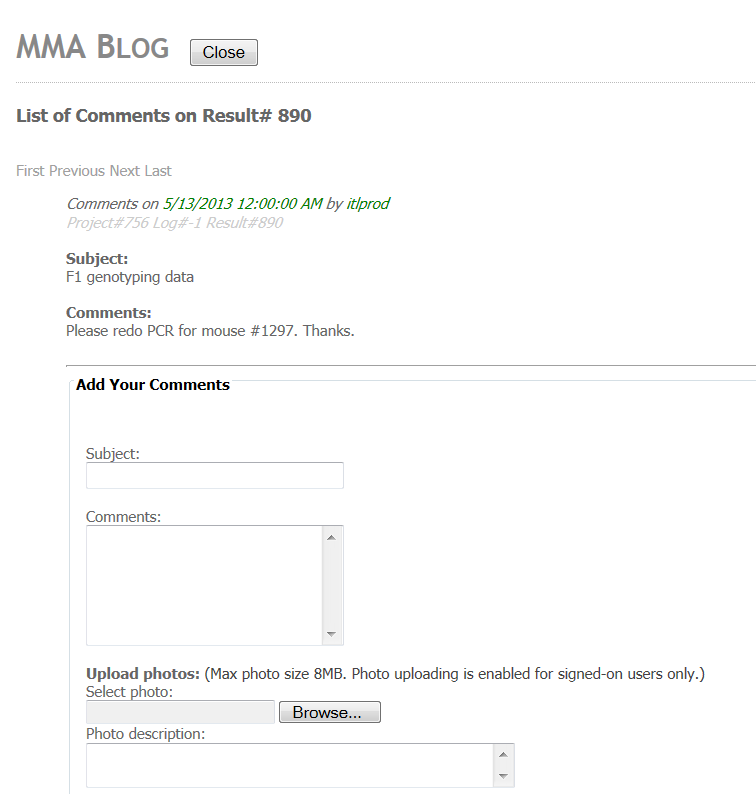 MMA BLOG Close
List of Comments on Result# 890
First Previous Next Last
Comments on 5/13/2013 12:00:00 AM by itlprod
Project#756 Log#-1 Result#890
Subject:
F1 genotyping data
Comments:
Please redo PCR for mouse #1297. Thanks.
Add Your Comments
Subject:
Comments:
Upload photos: (Max photo size 8MB. Photo uploading is enabled for signed-on users only.)
Select photo:
Browse...
Photo description: